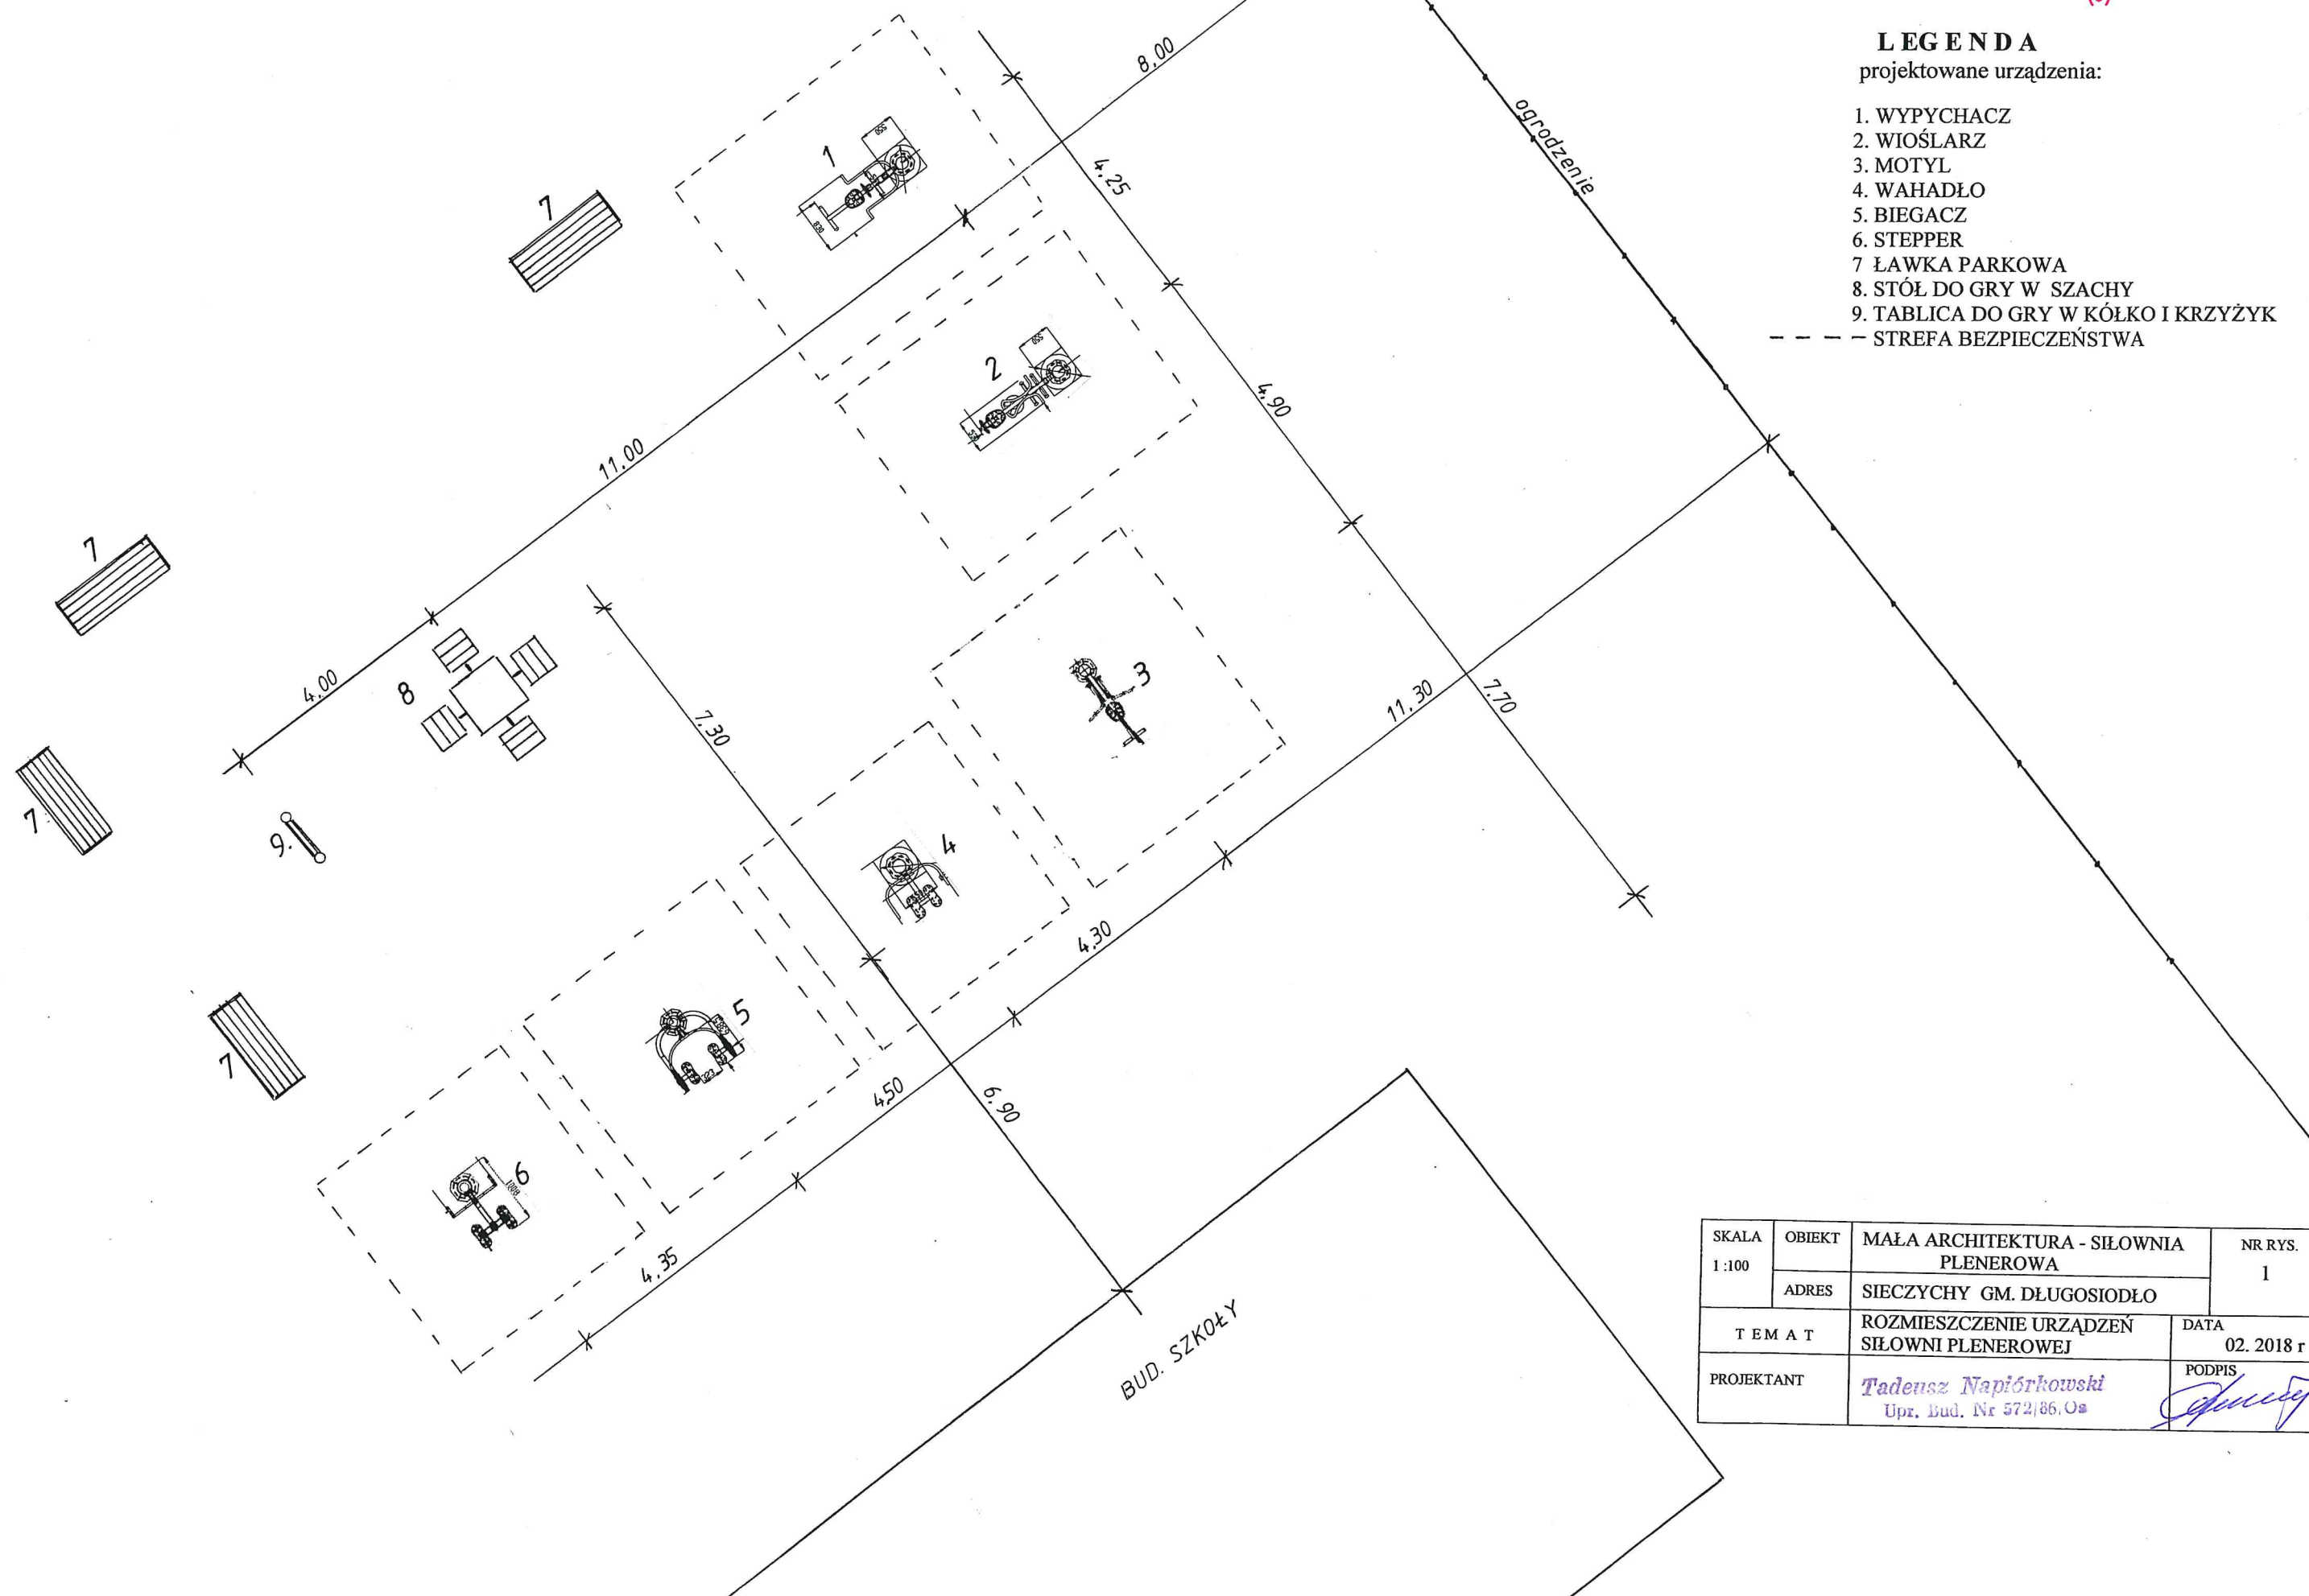 LEGENDA
projektowane urządzenia:
1. WYPYCHACZ
2. WIOŚLARZ
3. MOTYL
4. WAHADŁO
5. BIEGACZ
6. STEPPER
7 ŁAWKA PARKOWA
8. STÓŁ DO GRY W SZACHY
9. TABLICA DO GRY W KÓŁKO I KRZYŻYK
STREFA BEZPIECZEŃSTWA
8,00
ogrodzenie
1
550
830
7
4,25
2
550
4,90
11,00
7
4,00
8
7,30
3
11,30
7,70
7
9.
4
4,30
5
4,50
6,90
7
6
1008
4,35
BUD. SZKOŁY
SKALA
1:100
OBIEKT
MAŁA ARCHITEKTURA - SIŁOWNIA
PLENEROWA
NR RYS.
1
ADRES
SIECZYCHY GM. DŁUGOSIODŁO
TEMAT
ROZMIESZCZENIE URZĄDZEŃ
SIŁOWNI PLENEROWEJ
DATA
02. 2018 r
PROJEKTANT
Tadeusz Napiórkowski
Upr. Bud. Nr 572/86/Os
PODPIS